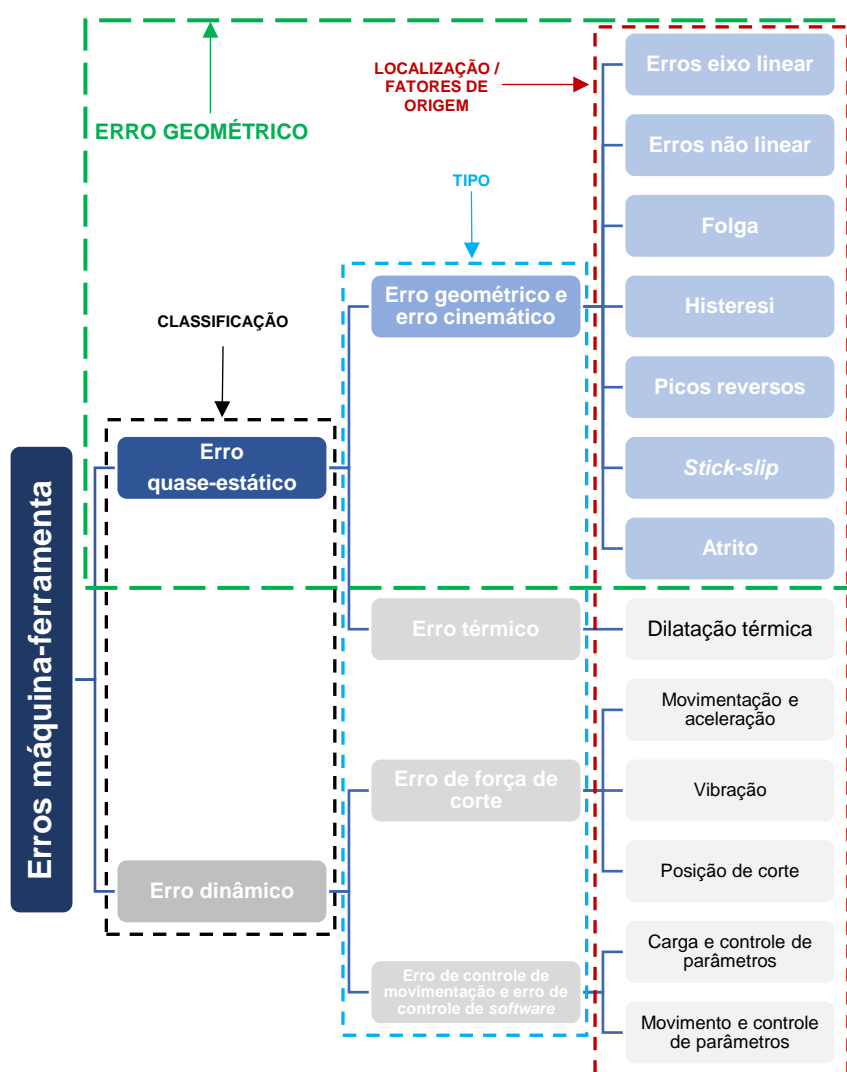 Erros eixo linear
LOCALIZAÇÃO /
FATORES DE
ORIGEM
ERRO GEOMÉTRICO
Erros não linear
TIPO
Folga
Erro geométrico e
erro cinemático
Histeresi
CLASSIFICAÇÃO
Picos reversos
Erro
quase-estático
Stick-slip
Atrito
Erros máquina-ferramenta
Erro térmico
Dilatação térmica
Movimentação e
aceleração
Erro de força de
corte
Vibração
Posição de corte
Erro dinâmico
Carga e controle de
parâmetros
Erro de controle de
movimentação e erro de
controle de software
Movimento e controle
de parâmetros